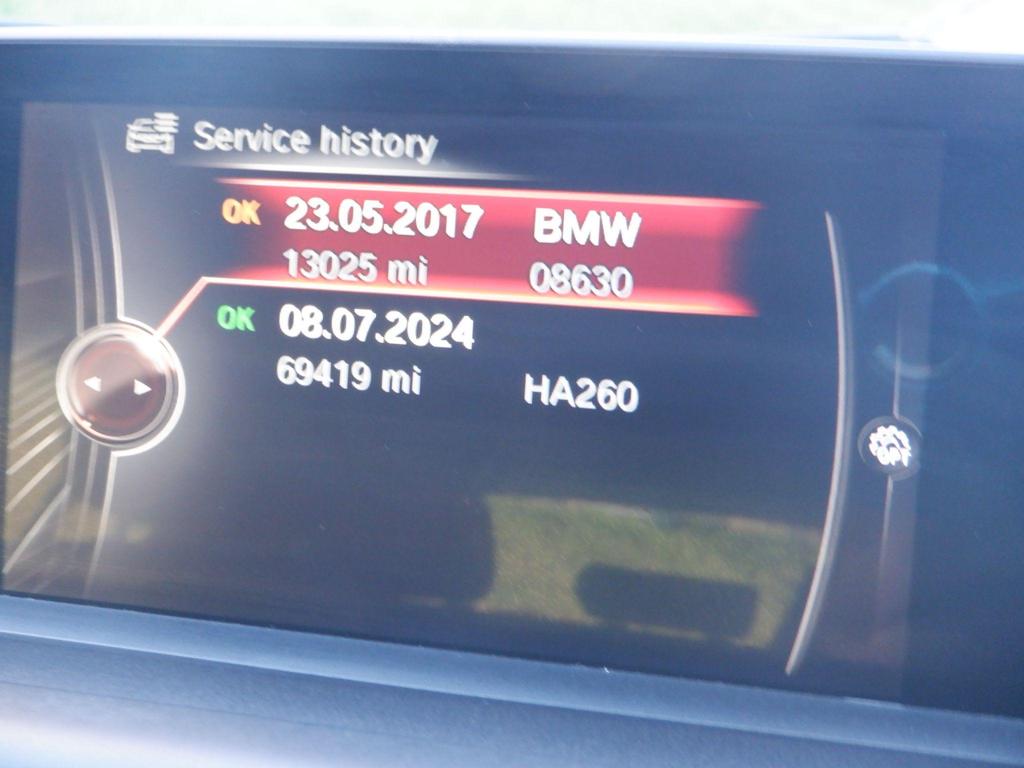 Service history
OK 23.05.2017 BMW
13025 mi 08630
OK 08.07.2024
69419 mi HA260